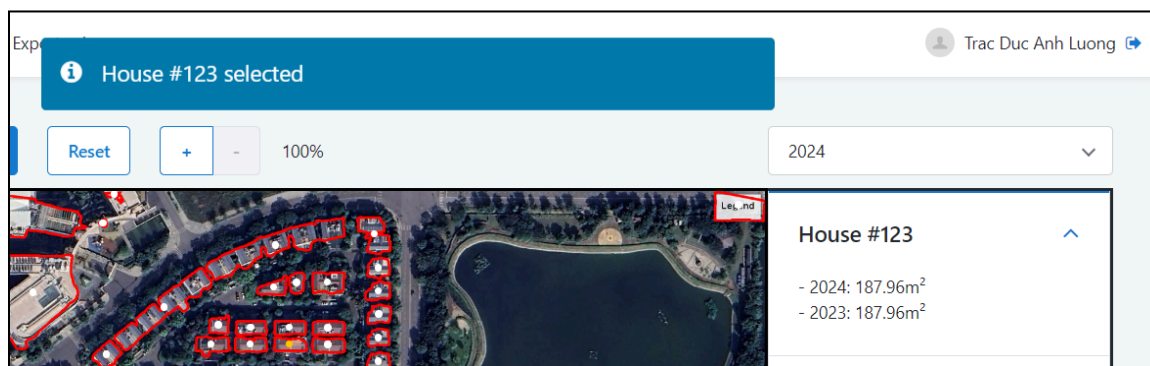 Trac Duc Anh Luong
House #123 selected
Reset
+
-
100%
2024
House #123
- 2024: 187.96m²
- 2023: 187.96m²